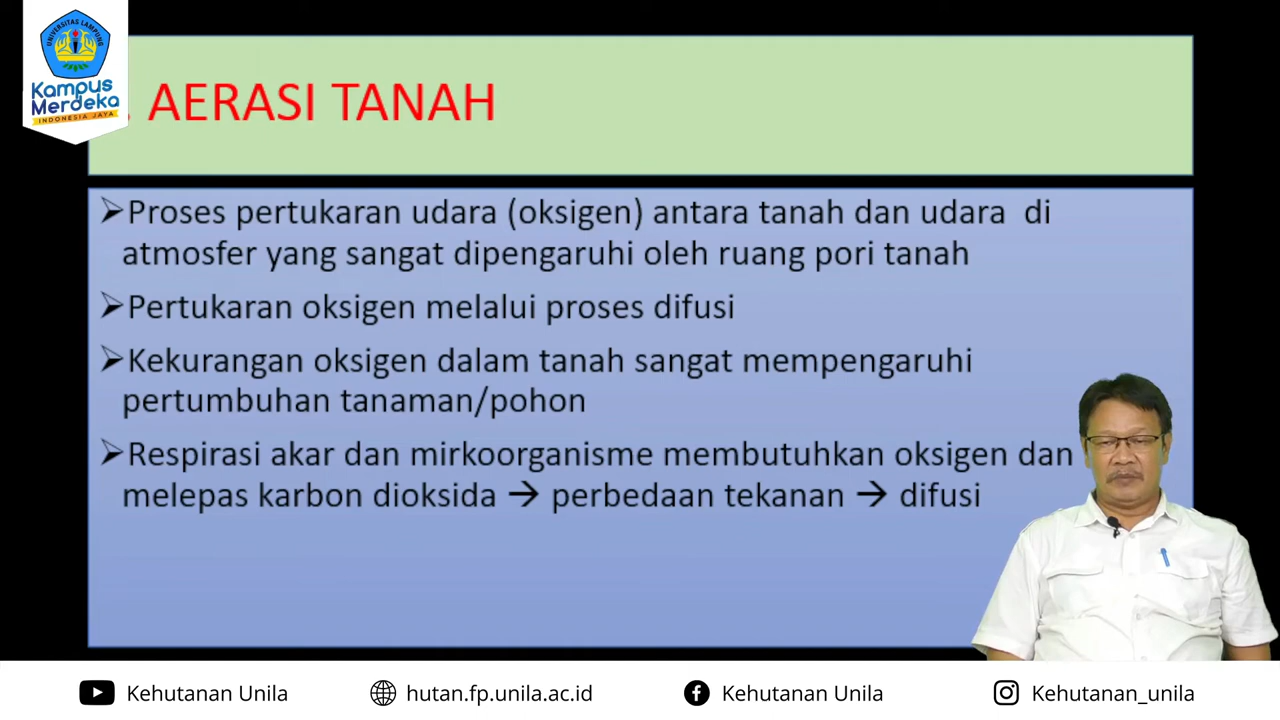 UNIVERSITAS LAMPUNG
Kampus
Merdeka
INDONESIA JAYA
. AERASI TANAH
➢Proses pertukaran udara (oksigen) antara tanah dan udara di
atmosfer yang sangat dipengaruhi oleh ruang pori tanah
➢Pertukaran oksigen melalui proses difusi
➢Kekurangan oksigen dalam tanah sangat mempengaruhi
pertumbuhan tanaman/pohon
➢Respirasi akar dan mirkoorganisme membutuhkan oksigen dan
melepas karbon dioksida → perbedaan tekanan → difusi
Kehutanan Unila
hutan.fp.unila.ac.id
Kehutanan Unila
Kehutanan_unila